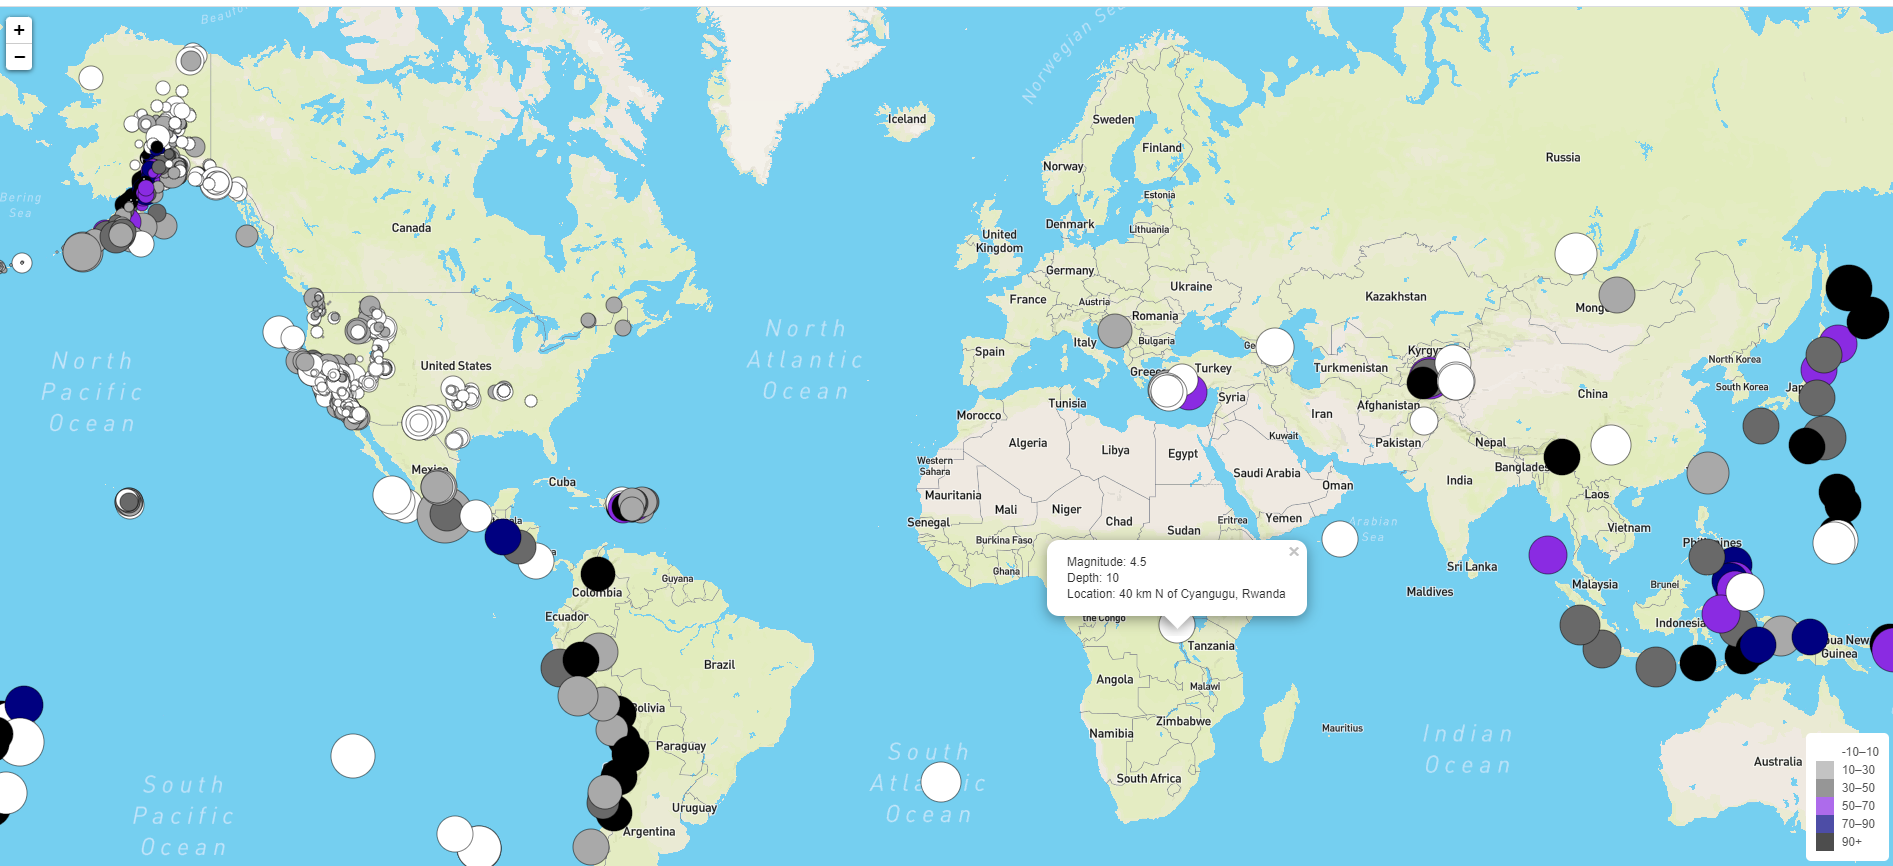 +
−
Beaufor
Norwegian Sea
Iceland
Sweden
Finland
Norway
Russia
Estonia
Bering
Sea
Canada
Denmark
Lithuania
United
Kingdom
Germany
Ukraine
France
Austria
Kazakhstan
Mong
Romania
North
Atlantic
Ocean
Italy
Bulgaria
Ge
Spain
Kyrgy
North Korea
North
Pacific
Ocean
United States
Greece
Turkey
Turkmenistan
South Korea
Jap
China
Syria
Tunisia
Afghanistan
Morocco
Iran
Algeria
Libya
Egypt
Kuwait
Pakistan
Nepal
Western
Sahara
Mexico
Saudi Arabia
Bangladesh
India
Cuba
Oman
Mauritania
Mali
Niger
Chad
Laos
Senegal
Sudan
Eritrea
Yemen
Arabian
Sea
Vietnam
Burkina Faso
Philippines
Magnitude: 4.5
Depth: 10
Location: 40 km N of Cyangugu, Rwanda
×
Ghana
Sri Lanka
Guyana
Malaysia
Brunei
Maldives
Colombia
Ecuador
the Congo
Indonesia
Tanzania
ua New
Guinea
Brazil
Angola
Malawi
Bolivia
Zimbabwe
Mauritius
Namibia
Indian
Ocean
Paraguay
South
Atlantic
Ocean
Australia
South Africa
South
Pacific
Ocean
Uruguay
Argentina
-10–10
10–30
30–50
50–70
70–90
90+